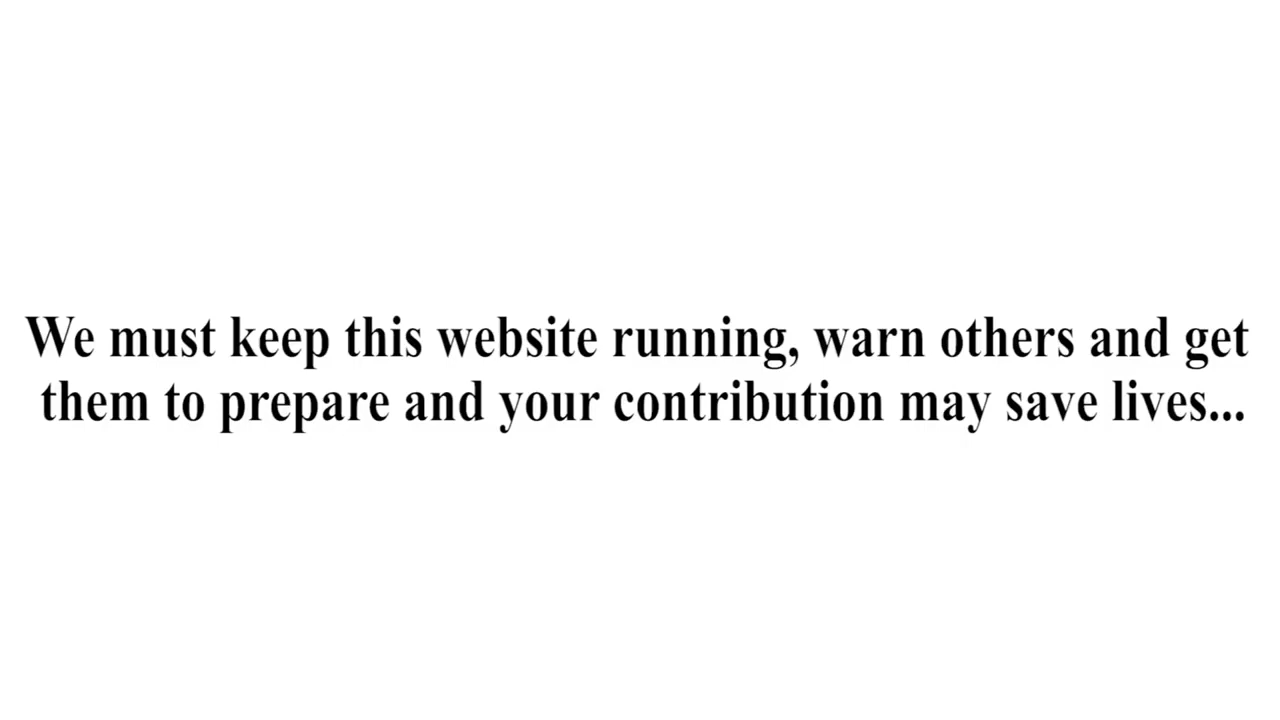 We must keep this website running, warn others and get
them to prepare and your contribution may save lives...